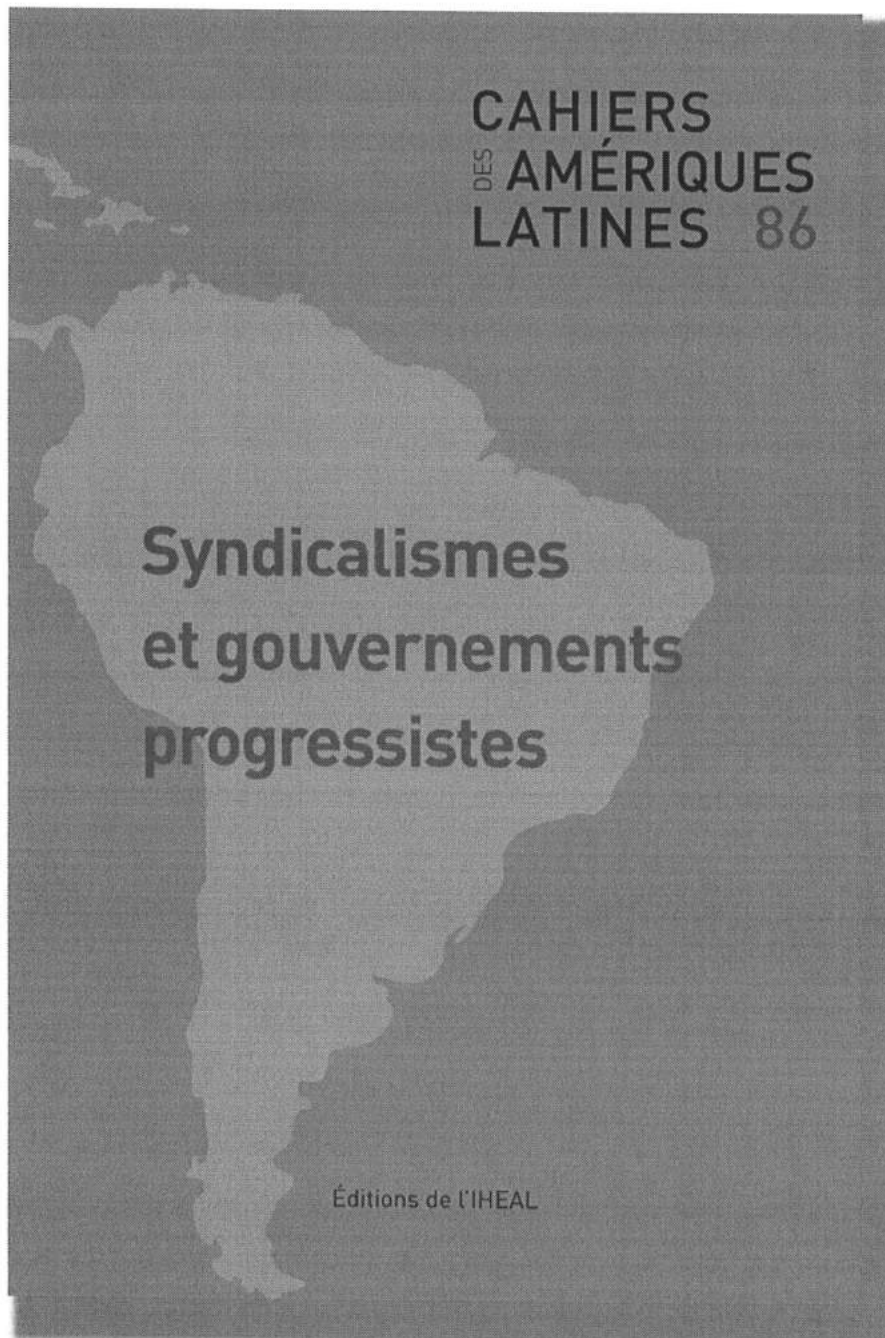 CAHIERS
DES AMÉRIQUES
LATINES 86
Syndicalismes
et gouvernements
progressistes
Éditions de l'IHEAL